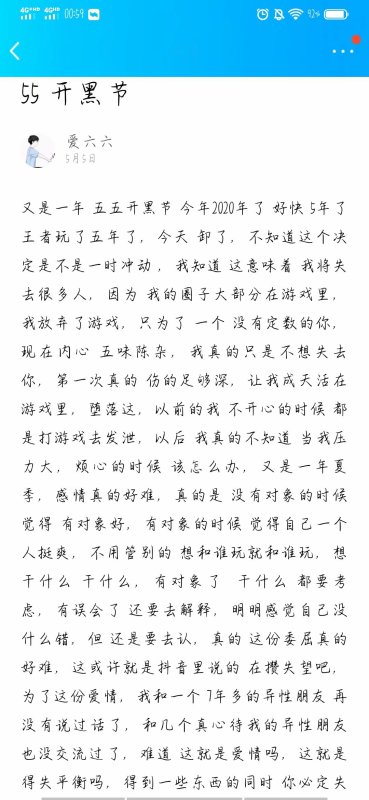 4G+HD 4GHD 00:59 92%
55 开黑节
爱六六
5月5日
又是一年 五五开黑节 今年2020年了 好快 5年了
王者玩了五年了，今天 卸了，不知道这个决
定是不是一时冲动 ，我知道 这意味着 我将失
去很多人，因为 我的圈子大部分在游戏里，
我放弃了游戏，只为了 一个 没有定数的你，
现在内心 五味陈杂，我真的只是不想失去
你，第一次真的 伤的足够深，让我成天活在
游戏里，堕落这，以前的我 不开心的时候 都
是打游戏去发泄，以后 我真的不知道 当我压
力大，烦心的时候 该怎么办，又是一年夏
季，感情真的好难，真的是 没有对象的时候
觉得 有对象好，有对象的时候 觉得自己一个
人挺爽，不用管别的 想和谁玩就和谁玩，想
干什么 干什么，有对象了 干什么 都要考
虑，有误会了 还要去解释，明明感觉自己没
什么错，但 还是要去认，真的 这份委屈真的
好难，这或许就是抖音里说的 在攒失望吧，
为了这份爱情，我和一个 7年多的异性朋友 再
没有说过话了，和几个真心待我的异性朋友
也没交流过了，难道 这就是爱情吗，这就是
得失平衡吗，得到一些东西的同时 你必定失